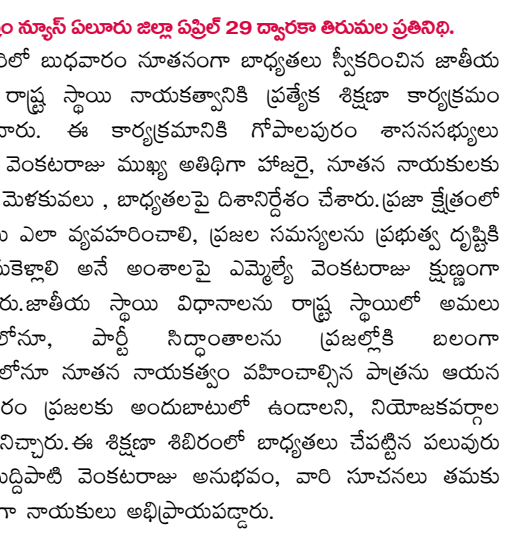 న్యూస్ ఏలూరు జిల్లా ఏప్రిల్ 29 ద్వారకా తిరుమల ప్రతినిధి.
బుధవారం నూతనంగా బాధ్యతలు స్వీకరించిన జాతీయ
రాష్ట్ర స్థాయి నాయకత్వానికి ప్రత్యేక శిక్షణా కార్యక్రమం
ఈ కార్యక్రమానికి గోపాలపురం శాసనసభ్యులు
వెంకటరాజు ముఖ్య అతిథిగా హాజరై, నూతన నాయకులకు
మెళకువలు , బాధ్యతలపై దిశానిర్దేశం చేశారు.ప్రజా క్షేత్రంలో
ఎలా వ్యవహరించాలి, ప్రజల సమస్యలను ప్రభుత్వ దృష్టికి
అనే అంశాలపై ఎమ్మెల్యే వెంకటరాజు క్షుణ్ణంగా
జాతీయ స్థాయి విధానాలను రాష్ట్ర స్థాయిలో అమలు
పార్టీ సిద్ధాంతాలను ప్రజల్లోకి బలంగా
నూతన నాయకత్వం వహించాల్సిన పాత్రను ఆయన
ప్రజలకు అందుబాటులో ఉండాలని, నియోజకవర్గాల
ఈ శిక్షణా శిబిరంలో బాధ్యతలు చేపట్టిన పలువురు
వెంకటరాజు అనుభవం, వారి సూచనలు తమకు
నాయకులు అభిప్రాయపడ్డారు.